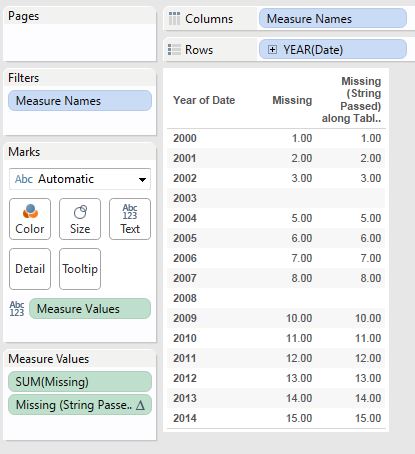 Pages
Columns
Measure Names
Rows
YEAR(Date)
Filters
Measure Names
Marks
Abc Automatic
Color
Size
Abc
123
Text
Detail
Tooltip
Abc
123
Measure Values
Measure Values
SUM(Missing)
Missing (String Passe.. Δ
Year of Date Missing Missing
(String
Passed)
along Tabl..
2000 1.00 1.00
2001 2.00 2.00
2002 3.00 3.00
2003
2004 5.00 5.00
2005 6.00 6.00
2006 7.00 7.00
2007 8.00 8.00
2008
2009 10.00 10.00
2010 11.00 11.00
2011 12.00 12.00
2012 13.00 13.00
2013 14.00 14.00
2014 15.00 15.00